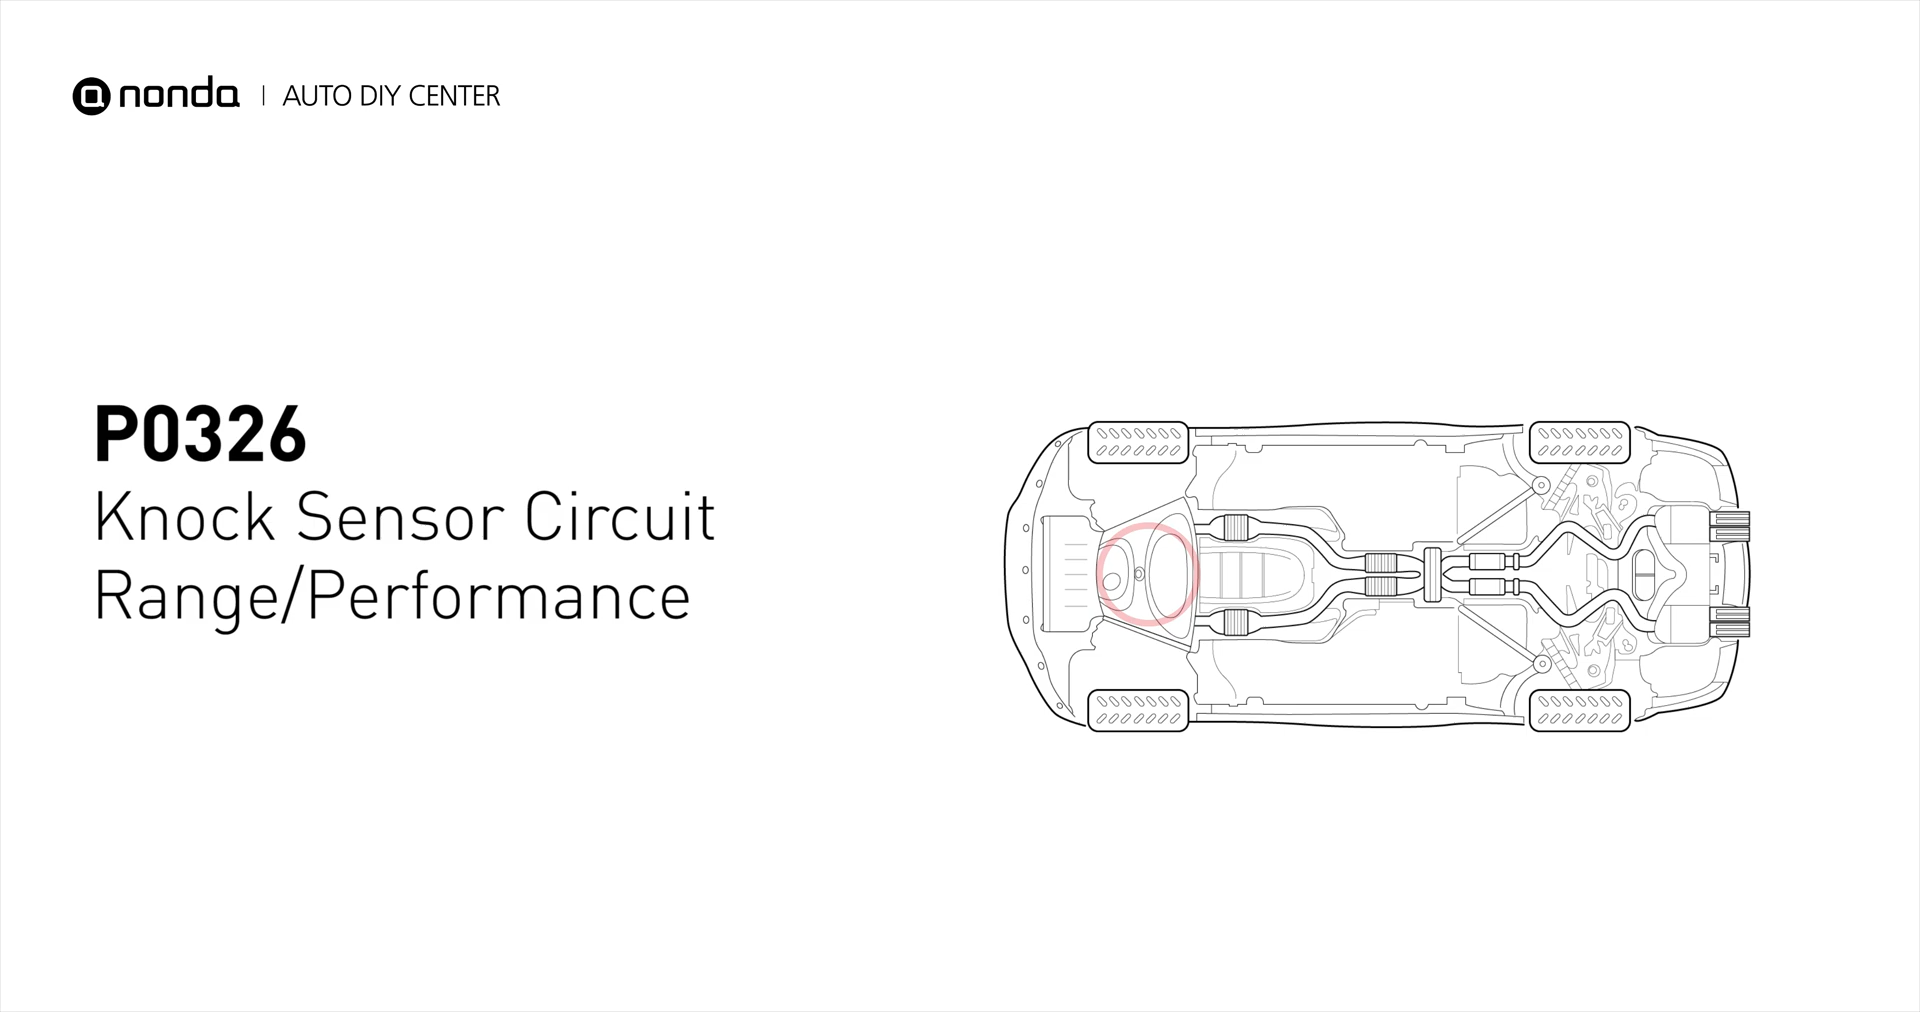 nonda | AUTO DIY CENTER
P0326
Knock Sensor Circuit
Range/Performance